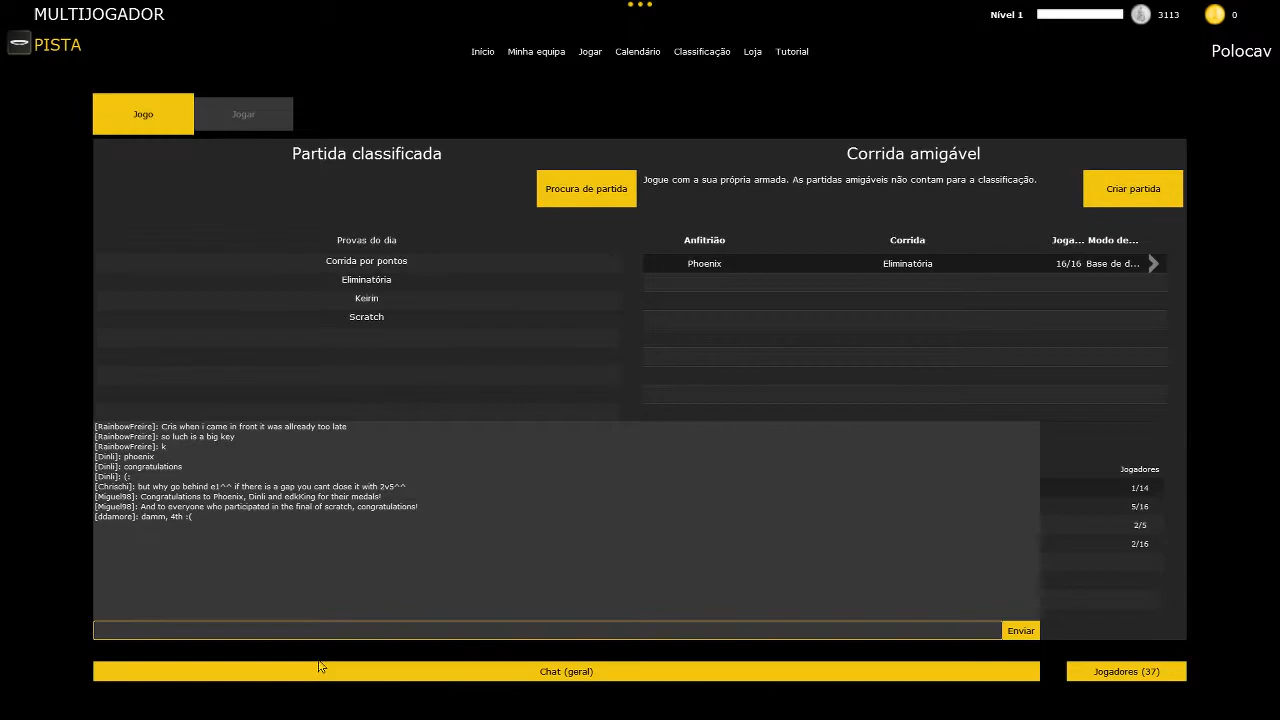 MULTIJOGADOR
Nível 1
3113
0
PISTA
Início Minha equipa Jogar Calendário Classificação Loja Tutorial
Polocav
Jogo
Jogar
Partida classificada
Corrida amigável
Procura de partida
Jogue com a sua própria armada. As partidas amigáveis não contam para a classificação.
Criar partida
Provas do dia
Corrida por pontos
Eliminatória
Keirin
Scratch
Anfitrião Corrida Joga... Modo de...
Phoenix Eliminatória 16/16 Base de d...
[RainbowFreire]: Cris when i came in front it was allready too late
[RainbowFreire]: so luch is a big key
[RainbowFreire]: k
[Dinli]: phoenix
[Dinli]: congratulations
[Dinli]: (:
[Chrischi]: but why go behind e1^^ if there is a gap you cant close it with 2v5^^
[Miguel98]: Congratulations to Phoenix, Dinli and edkKing for their medals!
[Miguel98]: And to everyone who participated in the final of scratch, congratulations!
[ddamore]: damm, 4th :(
Jogadores
1/14
5/16
2/5
2/16
Enviar
Chat (geral)
Jogadores (37)